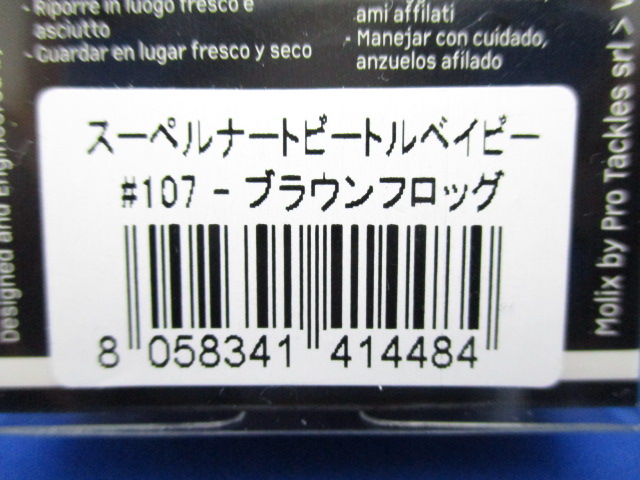 - Riporre in luogo fresco e
asciutto
- Guardar en lugar fresco y seco
ami affilati
- Manejar con cuidado,
anzuelos afilado
スーペルナートビートルベイビー
#107 - ブラウンフロッグ
8 058341 414484
Designed and Engineered
Molix by Pro Tackles srl >